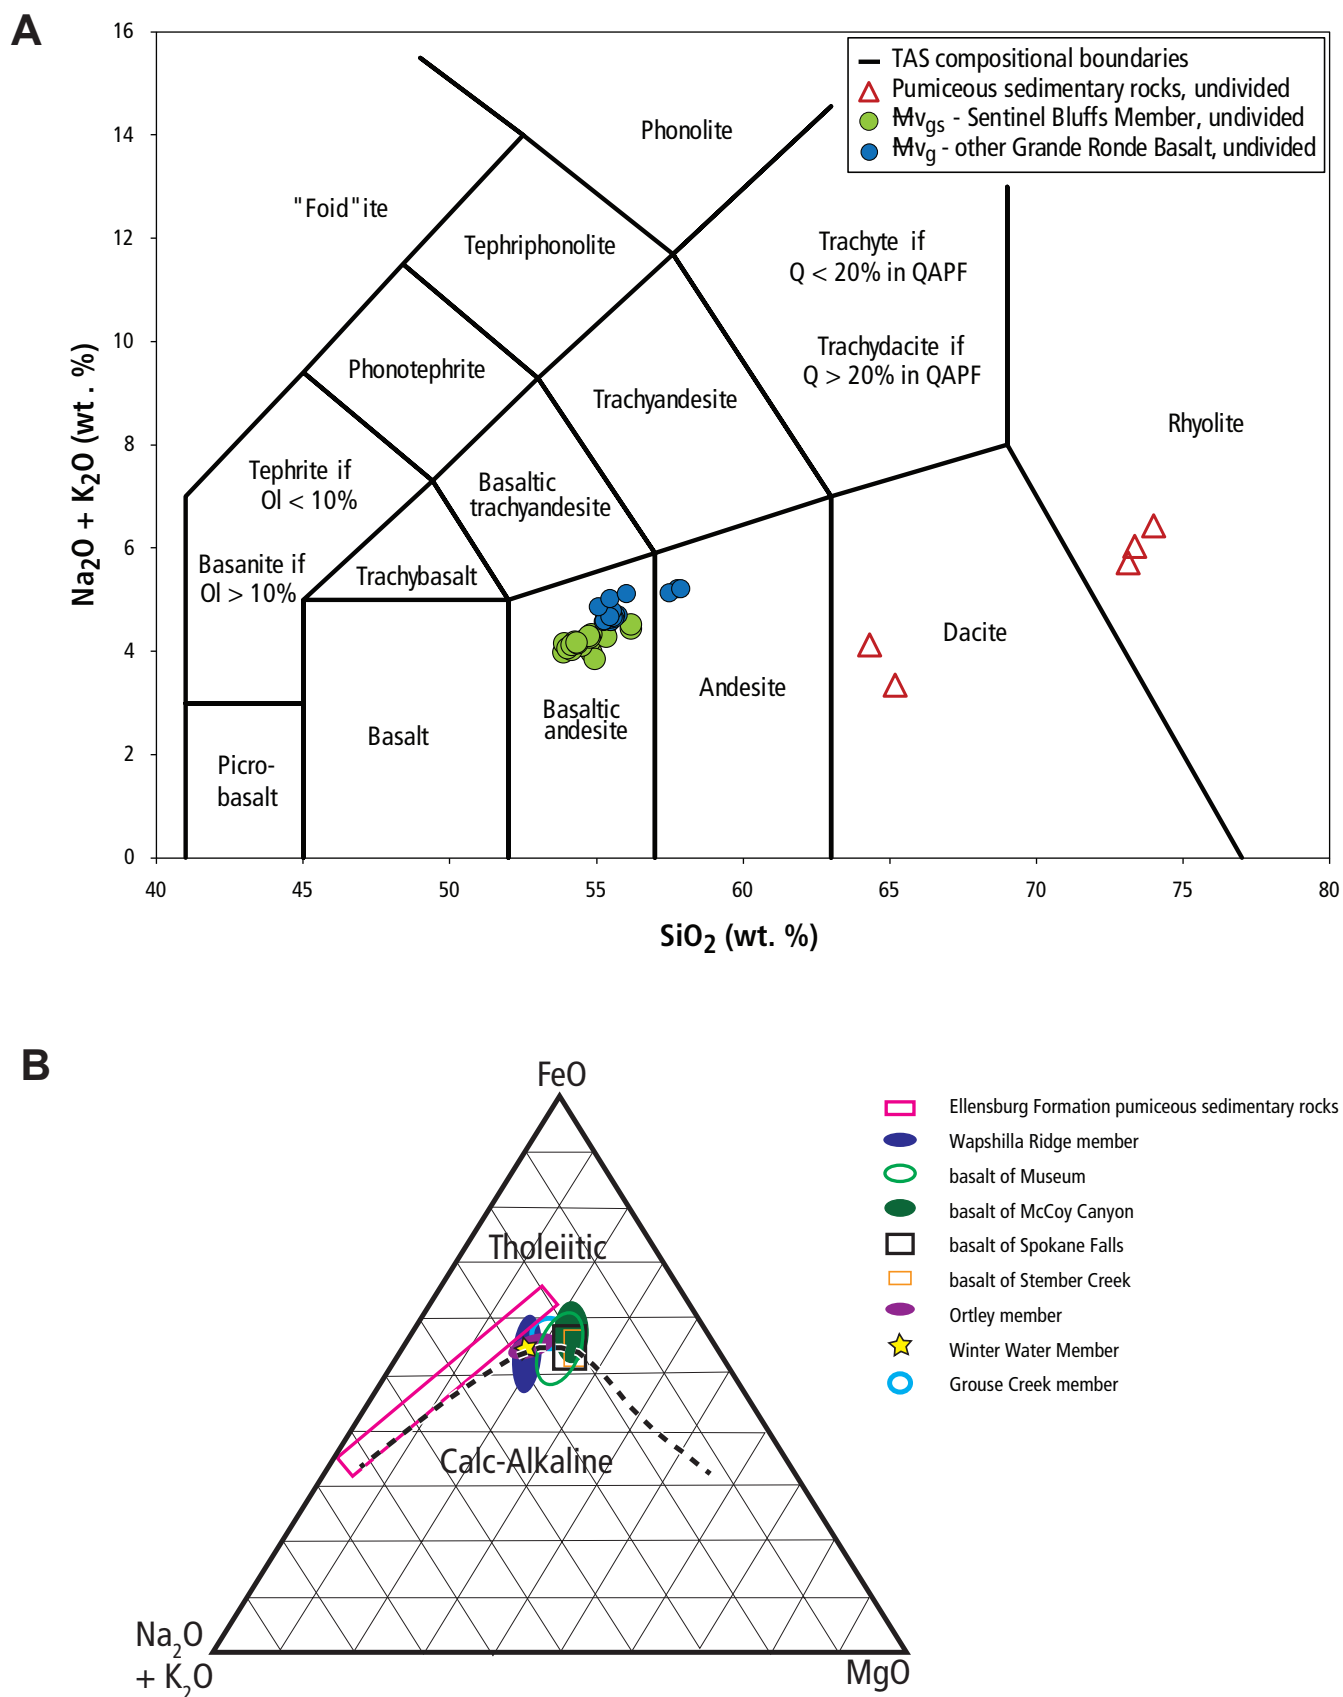 A
16
14
12
10
8
6
4
2
0
Na2O + K2O (wt . %)
40
45
50
55
60
65
70
75
80
SiO2 (wt. %)
TAS compositional boundaries
Pumiceous sedimentary rocks, undivided
Mvgs - Sentinel Bluffs Member, undivided
Mvg - other Grande Ronde Basalt, undivided
Phonolite
"Foid"ite
Tephriphonolite
Trachyte if
Q < 20% in QAPF
Trachydacite if
Q > 20% in QAPF
Phonotephrite
Trachyandesite
Rhyolite
Tephrite if
Ol < 10%
Basaltic
trachyandesite
Basanite if
Ol > 10%
Trachybasalt
Dacite
Andesite
Basaltic
andesite
Basalt
Picro-
basalt
B
FeO
Tholeiitic
Calc-Alkaline
Na2O
+ K2O
MgO
Ellensburg Formation pumiceous sedimentary rocks
Wapshilla Ridge member
basalt of Museum
basalt of McCoy Canyon
basalt of Spokane Falls
basalt of Stember Creek
Ortley member
Winter Water Member
Grouse Creek member